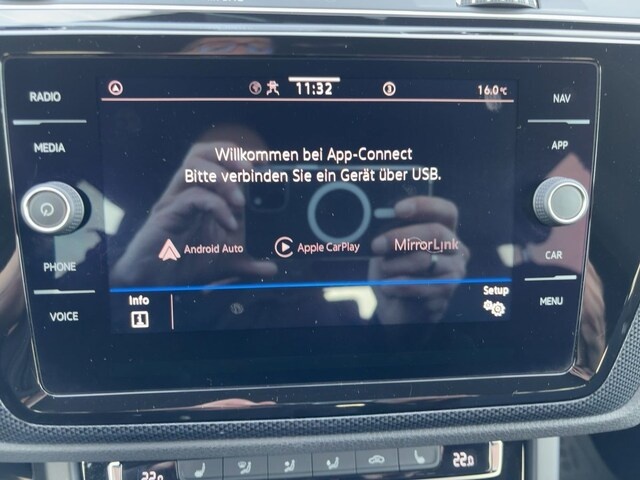 RADIO
MEDIA
PHONE
VOICE
11:32
16.0°C
Willkommen bei App-Connect
Bitte verbinden Sie ein Gerät über USB.
Android Auto
Apple CarPlay
MirrorLink
Info
Setup
NAV
APP
CAR
MENU
22.0
22.0